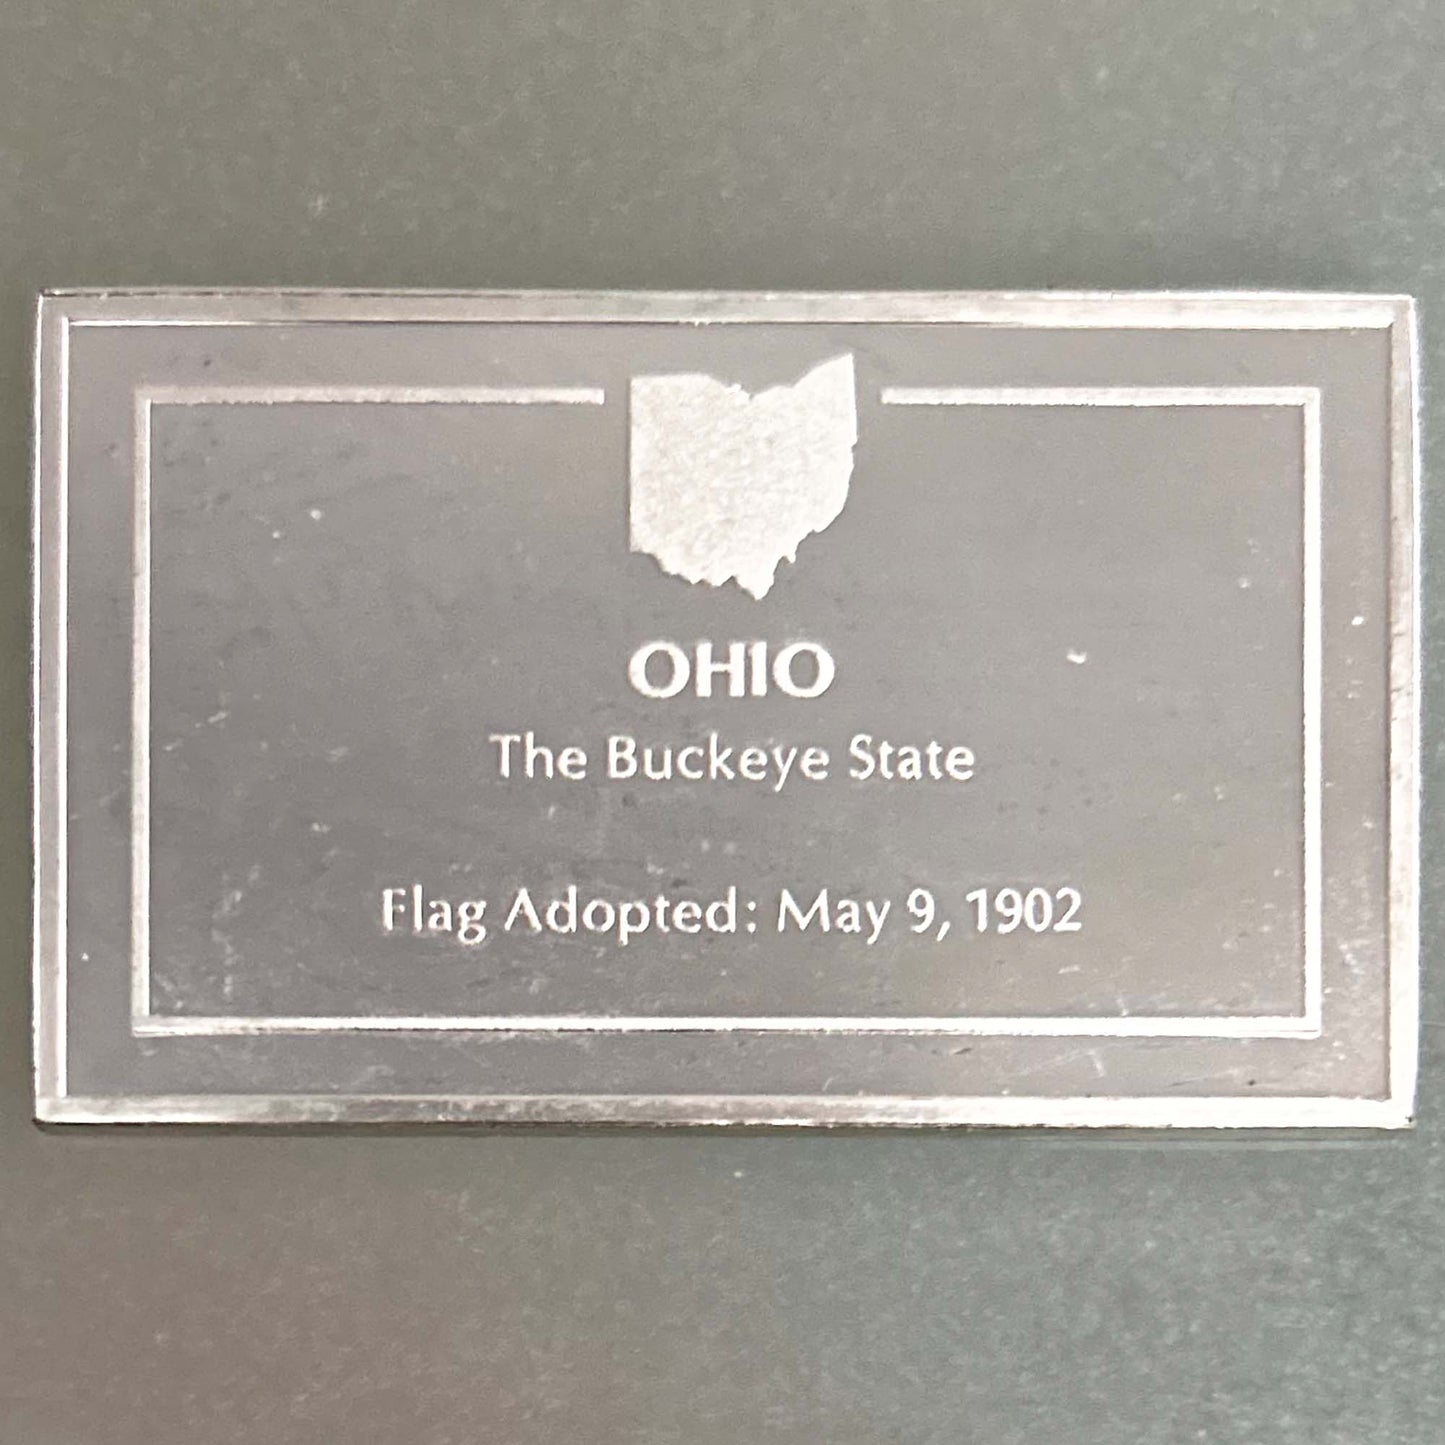 OHIO
The Buckeye State
Flag Adopted: May 9, 1902